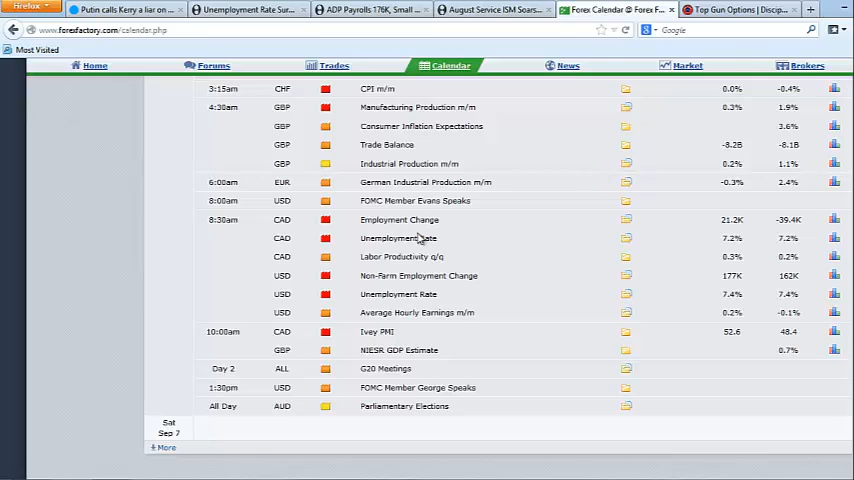 Firefox
Putin calls Kerry a liar on ...
Unemployment Rate Sur...
ADP Payrolls 176K, Small ...
August Service ISM Soars...
Forex Calendar @ Forex F...
Top Gun Options | Discip...
www.forexfactory.com/calendar.php
Google
Most Visited
Home Forums Trades Calendar News Market Brokers
3:15am CHF CPI m/m 0.0% -0.4%
4:30am GBP Manufacturing Production m/m 0.3% 1.9%
GBP Consumer Inflation Expectations 3.6%
GBP Trade Balance -8.2B -8.1B
GBP Industrial Production m/m 0.2% 1.1%
6:00am EUR German Industrial Production m/m -0.3% 2.4%
8:00am USD FOMC Member Evans Speaks
8:30am CAD Employment Change 21.2K -39.4K
CAD Unemployment Rate 7.2% 7.2%
CAD Labor Productivity q/q 0.3% 0.2%
USD Non-Farm Employment Change 177K 162K
USD Unemployment Rate 7.4% 7.4%
USD Average Hourly Earnings m/m 0.2% -0.1%
10:00am CAD Ivey PMI 52.6 48.4
GBP NIESR GDP Estimate 0.7%
Day 2 ALL G20 Meetings
1:30pm USD FOMC Member George Speaks
All Day AUD Parliamentary Elections
Sat
Sep 7
More